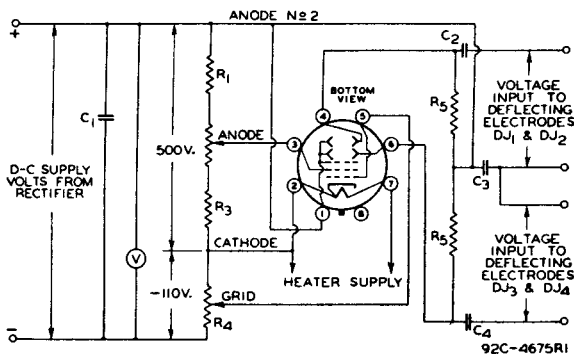 ANODE Nº 2
+
C1
D-C SUPPLY
VOLTS FROM
RECTIFIER
V
–
500V.
–110V.
R1
ANODE
R3
CATHODE
GRID
R4
BOTTOM
VIEW
4
5
3
6
2
7
1
8
HEATER SUPPLY
C2
R5
C3
R5
C4
VOLTAGE
INPUT TO
DEFLECTING
ELECTRODES
DJ1 & DJ2
VOLTAGE
INPUT TO
DEFLECTING
ELECTRODES
DJ3 & DJ4
92C-4675R1